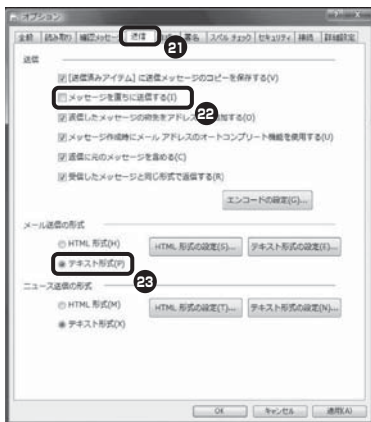 オプション
全般 読み取り 確認メッセージ 送信 署名 スペル チェック セキュリティ 接続 詳細設定
21
送信
[送信済みアイテム] に送信メッセージのコピーを保存する(V)
メッセージを直ちに送信する(I)
22
返信したメッセージの宛先をアドレス 加する(O)
メッセージ作成時にメール アドレスのオートコンプリート機能を使用する(U)
返信に元のメッセージを含める(C)
受信したメッセージと同じ形式で返信する(R)
エンコードの設定(G)...
メール送信の形式
HTML 形式(H) HTML 形式の設定(S)... テキスト形式の設定(E)...
テキスト形式(P)
23
ニュース送信の形式
HTML 形式(M) HTML 形式の設定(T)... テキスト形式の設定(N)...
テキスト形式(X)
OK キャンセル 適用(A)